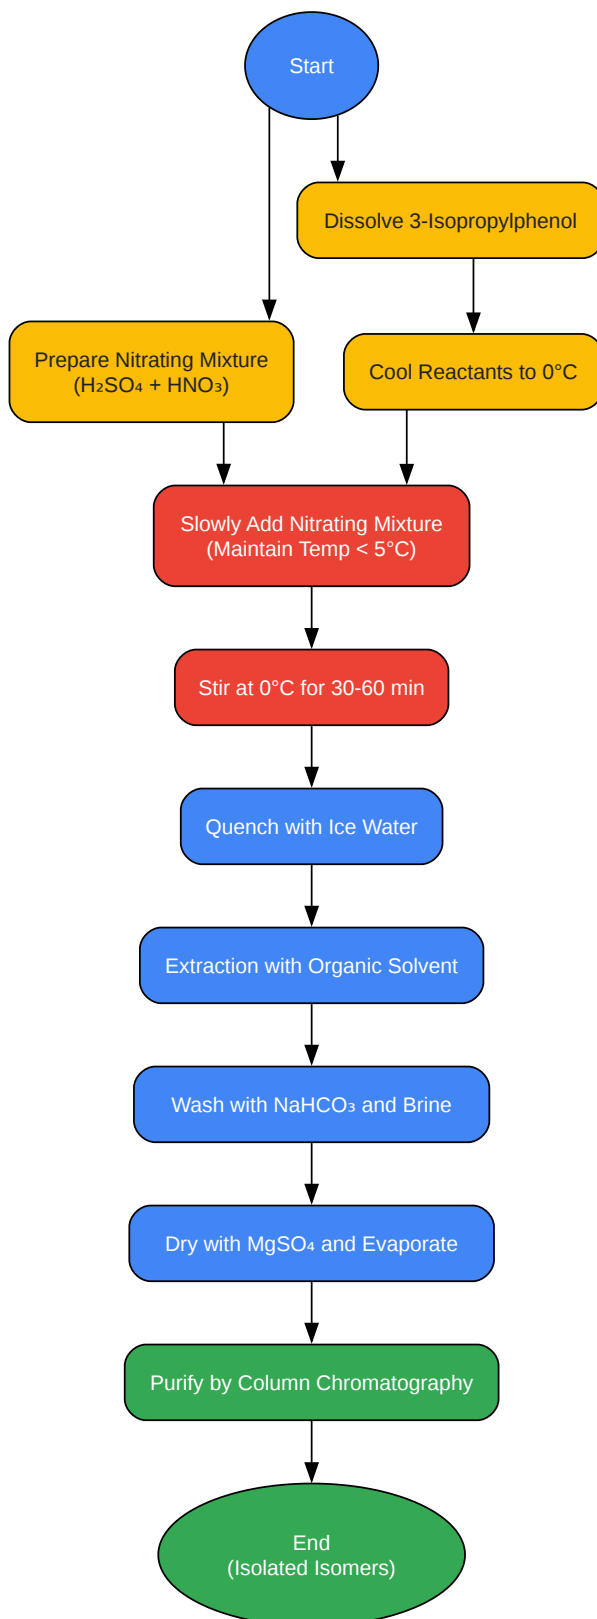 Start
Dissolve 3-Isopropylphenol
Prepare Nitrating Mixture
(H₂SO₄ + HNO₃)
Cool Reactants to 0°C
Slowly Add Nitrating Mixture
(Maintain Temp < 5°C)
Stir at 0°C for 30-60 min
Quench with Ice Water
Extraction with Organic Solvent
Wash with NaHCO₃ and Brine
Dry with MgSO₄ and Evaporate
Purify by Column Chromatography
End
(Isolated Isomers)